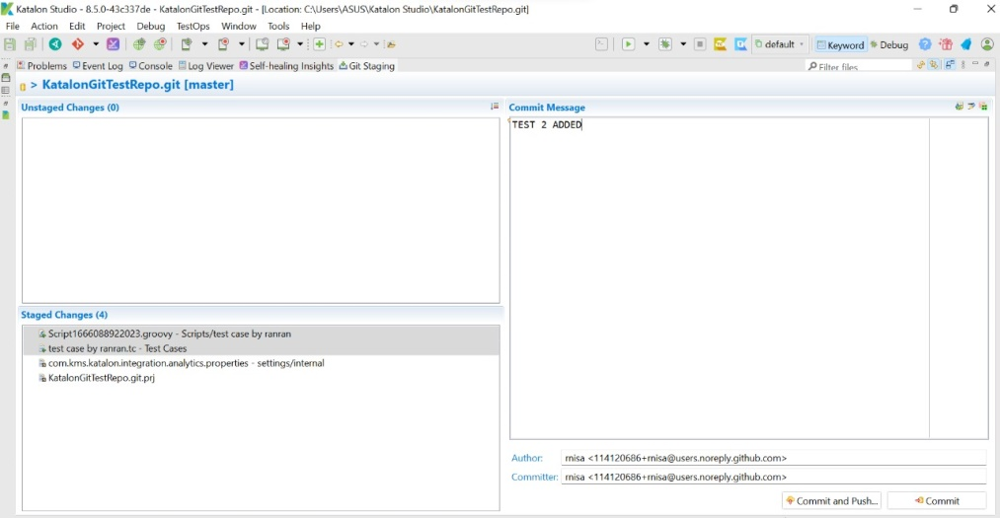 Katalon Studio - 8.5.0-43c337de - KatalonGitTestRepo.git - [Location: C:\Users\ASUS\Katalon Studio\KatalonGitTestRepo.git]
File Action Edit Project Debug TestOps Window Tools Help
default Keyword Debug
Problems Event Log Console Log Viewer Self-healing Insights Git Staging Filter files
> KatalonGitTestRepo.git [master]
Unstaged Changes (0)
Commit Message
TEST 2 ADDED
Staged Changes (4)
Script1666088922023.groovy - Scripts/test case by ranran
test case by ranran.tc - Test Cases
com.kms.katalon.integration.analytics.properties - settings/internal
KatalonGitTestRepo.git.prj
Author: rnisa <114120686+rnisa@users.noreply.github.com>
Committer: rnisa <114120686+rnisa@users.noreply.github.com>
Commit and Push... Commit